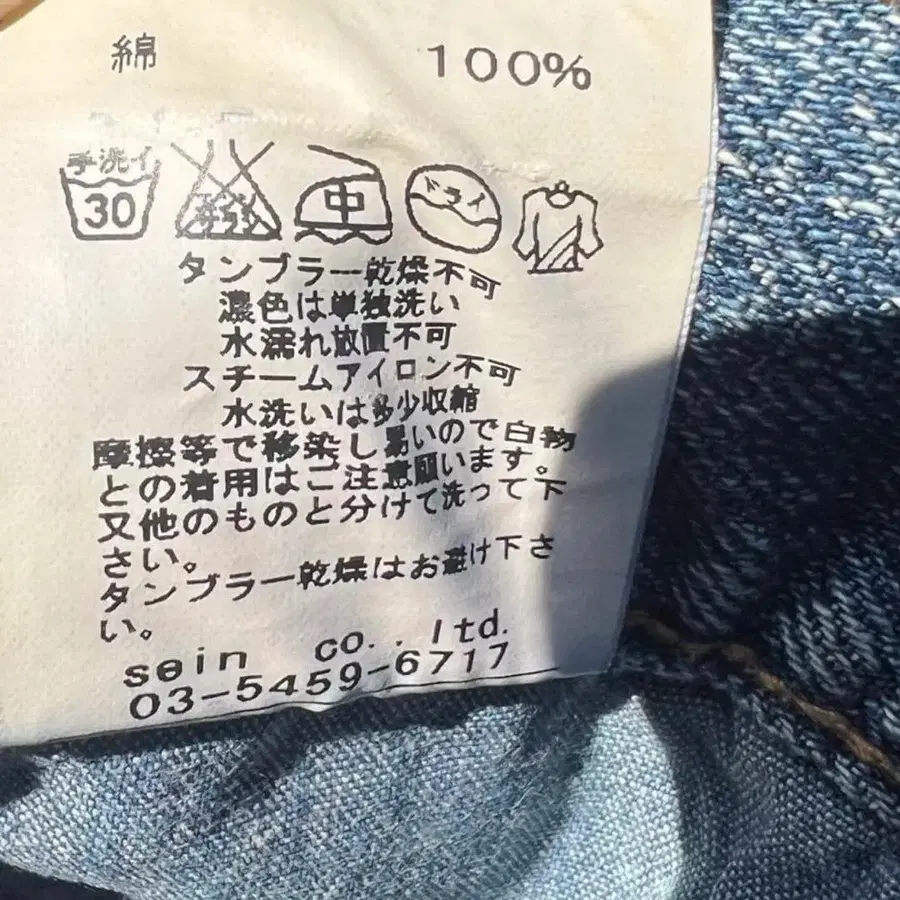 綿 100%
手洗イ
30
中
ドライ
タンブラー乾燥不可
濃色は単独洗い
水濡れ放置不可
スチームアイロン不可
水洗いは多少収縮
摩擦等で移染し易いので白物
との着用はご注意願います。
又他のものと分けて洗って下
さい。
タンブラー乾燥はお避け下さ
い。
sein co.,ltd.
03-5459-6717